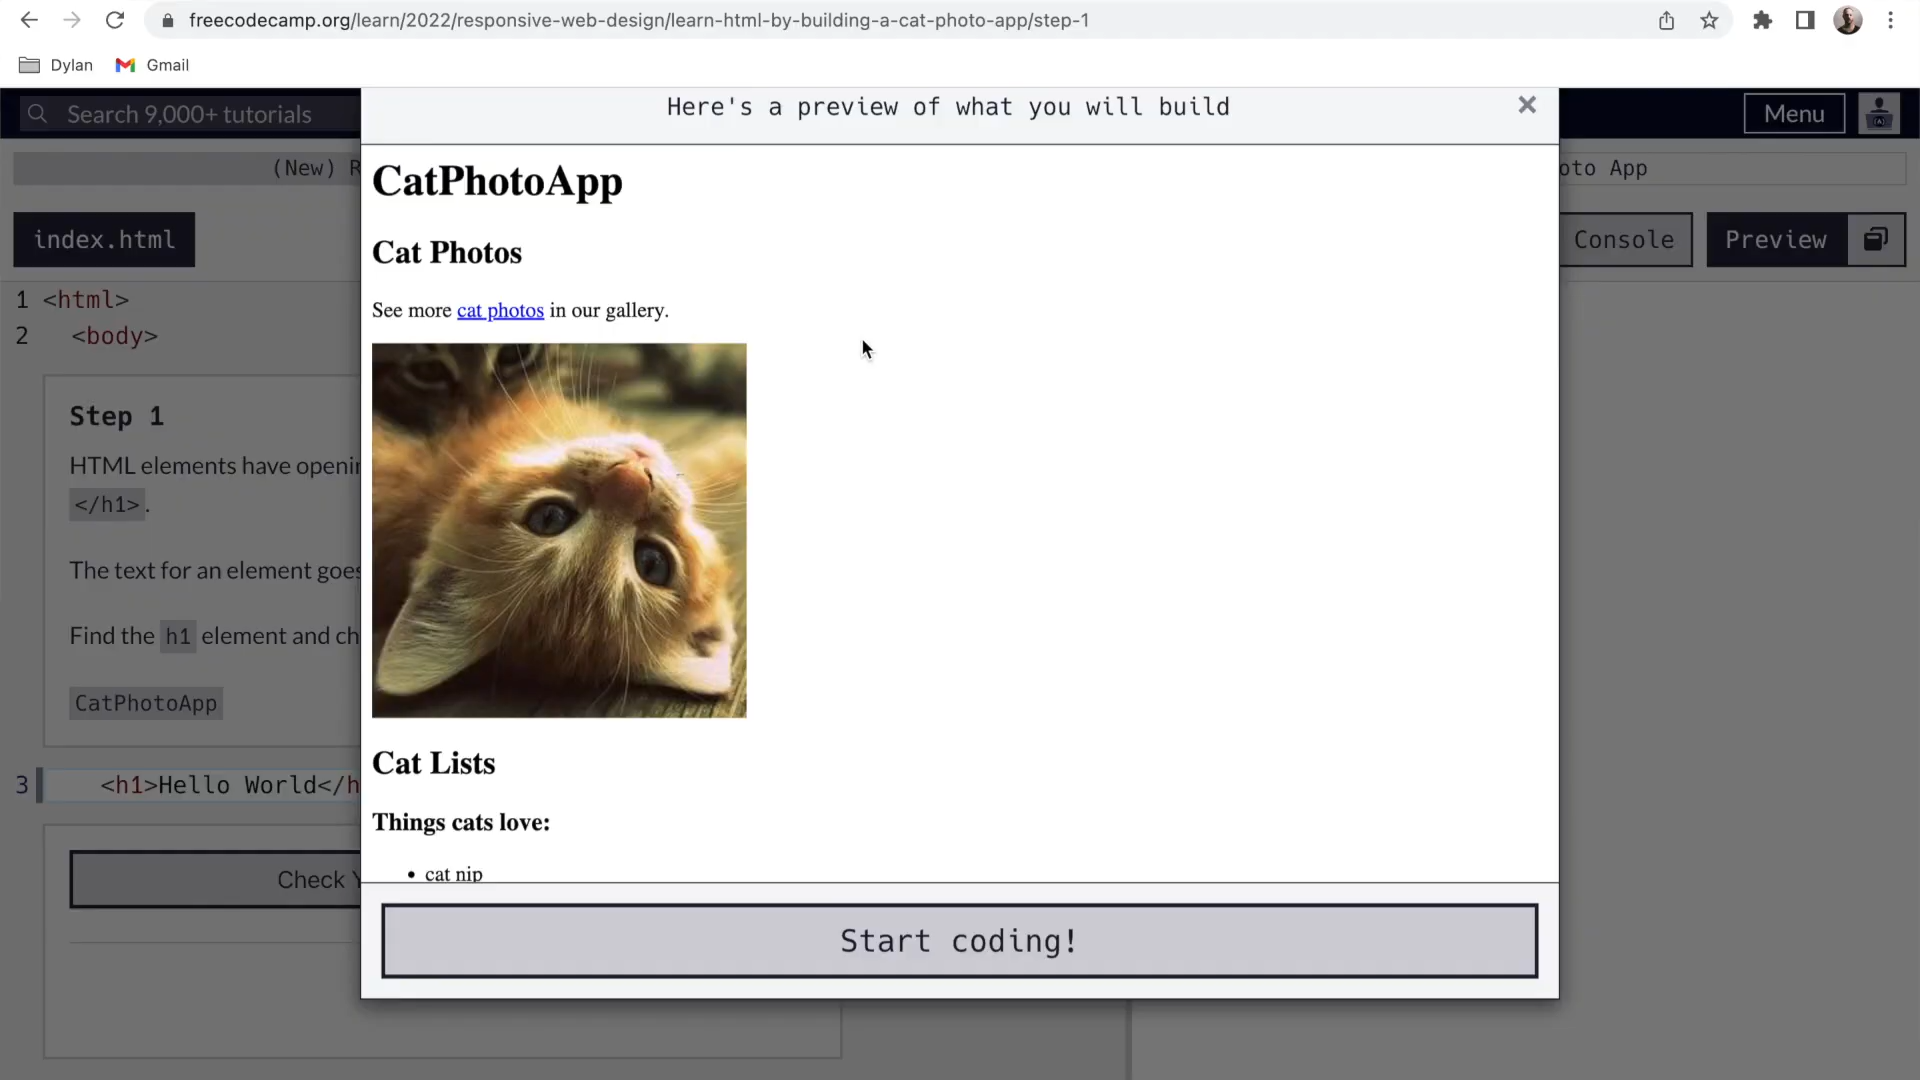 freecodecamp.org/learn/2022/responsive-web-design/learn-html-by-building-a-cat-photo-app/step-1
Dylan
Gmail
Search 9,000+ tutorials
Menu
Here's a preview of what you will build
(New)
oto App
index.html
Console
Preview
CatPhotoApp
Cat Photos
See more cat photos in our gallery.
1 <html>
2 <body>
Step 1
HTML elements have openin
</h1>.
The text for an element goes
Find the h1 element and ch
CatPhotoApp
3 <h1>Hello World</h
Check
Cat Lists
Things cats love:
• cat nip
Start coding!